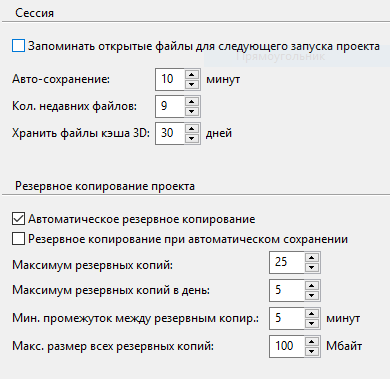 Сессия
Запоминать открытые файлы для следующего запуска проекта
Прямоугольник
Авто-сохранение: 10 минут
Кол. недавних файлов: 9
Хранить файлы кэша 3D: 30 дней
Резервное копирование проекта
Автоматическое резервное копирование
Резервное копирование при автоматическом сохранении
Максимум резервных копий: 25
Максимум резервных копий в день: 5
Мин. промежуток между резервным копир.: 5 минут
Макс. размер всех резервных копий: 100 Мбайт